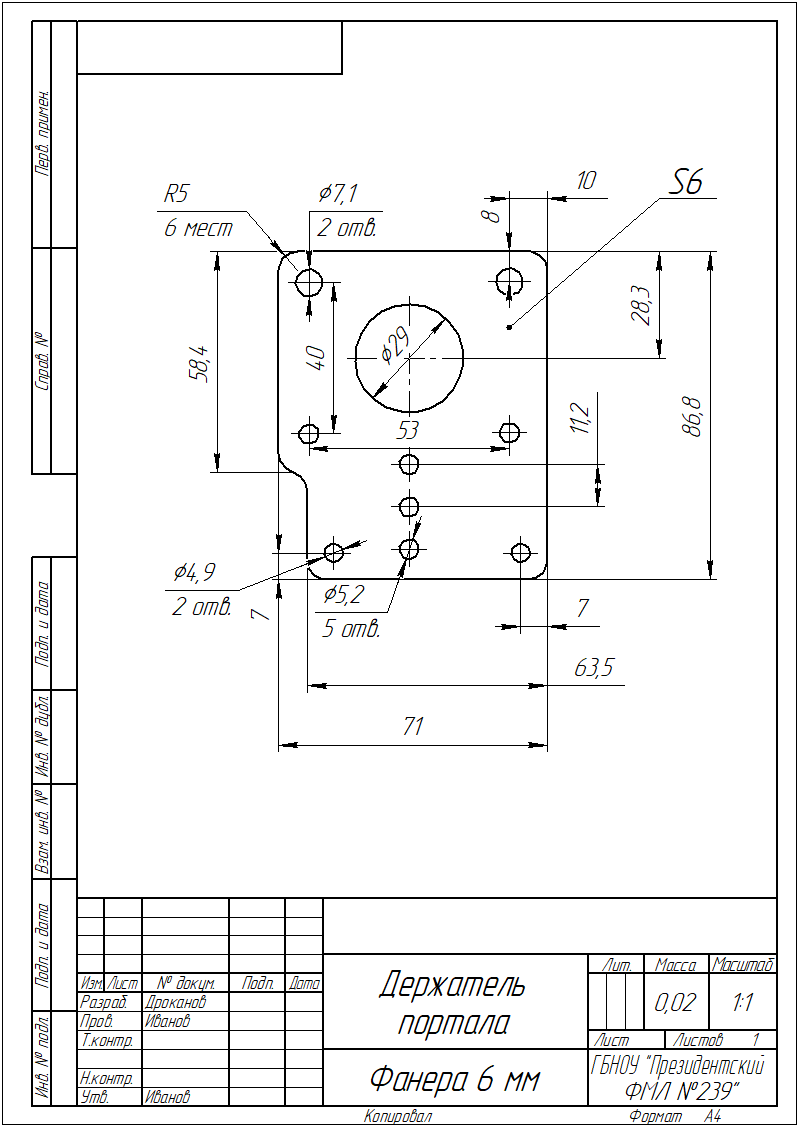 Перв. примен.
Справ. №
Подп. и дата
Инв. № дубл.
Взам. инв. №
Подп. и дата
Инв. № подл.
R5
6 мест
⌀7,1
2 отв.
10
S6
8
28,3
58,4
40
⌀29
86,8
53
11,2
⌀4,9
2 отв.
7
⌀5,2
5 отв.
7
63,5
71
Изм. Лист № докум. Подп. Дата
Разраб. Дроканов
Пров. Иванов
Т.контр.
Н.контр.
Утв. Иванов
Держатель
портала
Фанера 6 мм
Лит. Масса Масштаб
0,02 1:1
Лист Листов 1
ГБНОУ "Президентский
ФМЛ №239"
Копировал Формат А4